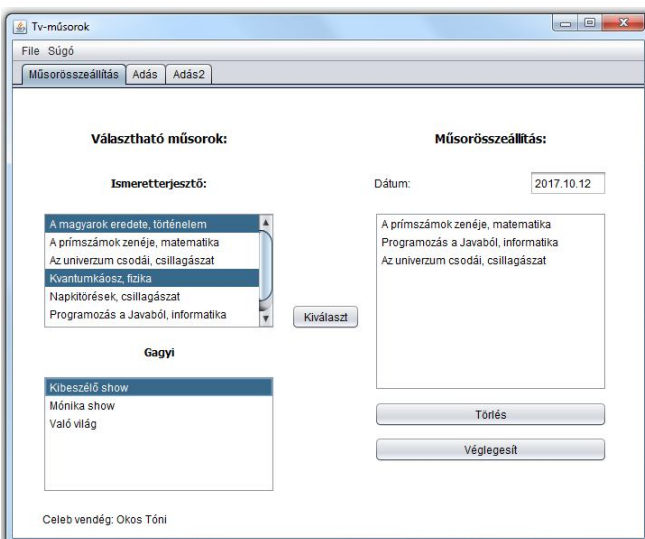 Tv-műsorok
File Súgó
Műsorösszeállítás Adás Adás2
Választható műsorok:
Ismeretterjesztő:
A magyarok eredete, történelem
A prímszámok zenéje, matematika
Az univerzum csodái, csillagászat
Kvantumkáosz, fizika
Napkitörések, csillagászat
Programozás a Javaból, informatika
Gagyi
Kibeszélő show
Mónika show
Való világ
Celeb vendég: Okos Tóni
Kiválaszt
Műsorösszeállítás:
Dátum: 2017.10.12
A prímszámok zenéje, matematika
Programozás a Javaból, informatika
Az univerzum csodái, csillagászat
Törlés
Véglegesít